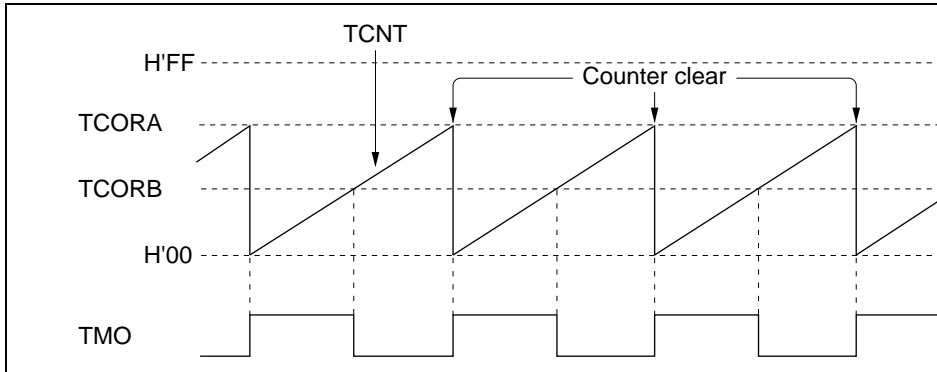 TCNT
H'FF
Counter clear
TCORA
TCORB
H'00
TMO